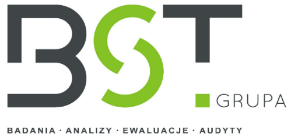 BST
GRUPA
BADANIA · ANALIZY · EWALUACJE · AUDYTY